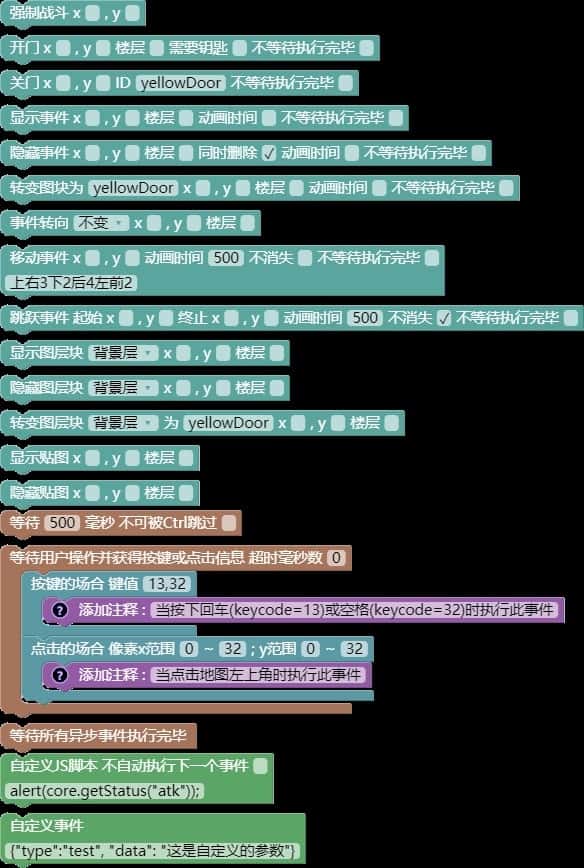 强制战斗 x , y
开门 x , y 楼层 需要钥匙 不等待执行完毕
关门 x , y ID yellowDoor 不等待执行完毕
显示事件 x , y 楼层 动画时间 不等待执行完毕
隐藏事件 x , y 楼层 同时删除 ✓ 动画时间 不等待执行完毕
转变图块为 yellowDoor x , y 楼层 动画时间 不等待执行完毕
事件转向 不变 x , y 楼层
移动事件 x , y 动画时间 500 不消失 不等待执行完毕
上右3下2后4左前2
跳跃事件 起始 x , y 终止 x , y 动画时间 500 不消失 ✓ 不等待执行完毕
显示图层块 背景层 x , y 楼层
隐藏图层块 背景层 x , y 楼层
转变图层块 背景层 为 yellowDoor x , y 楼层
显示贴图 x , y 楼层
隐藏贴图 x , y 楼层
等待 500 毫秒 不可被Ctrl跳过
等待用户操作并获得按键或点击信息 超时毫秒数 0
按键的场合 键值 13,32
? 添加注释 : 当按下回车(keycode=13)或空格(keycode=32)时执行此事件
点击的场合 像素x范围 0 ~ 32 ; y范围 0 ~ 32
? 添加注释 : 当点击地图左上角时执行此事件
等待所有异步事件执行完毕
自定义JS脚本 不自动执行下一个事件
alert(core.getStatus("atk"));
自定义事件
{"type":"test", "data": "这是自定义的参数"}